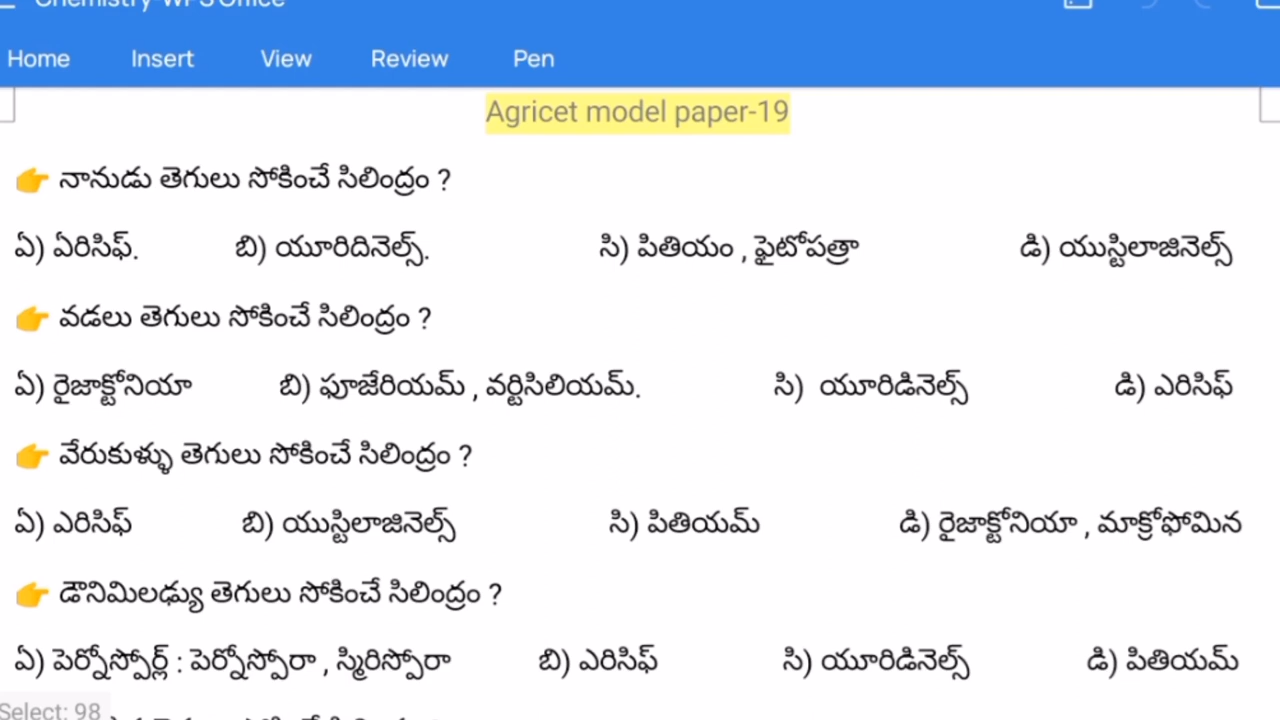 Chemistry-WPS Office
Home Insert View Review Pen
Agricet model paper-19
👉 నానుడు తెగులు సోకించే సిలింద్రం ?
ఏ) ఏరిసిఫ్. బి) యూరిదినెల్స్. సి) పితియం , ఫైటోపత్రా డి) యుస్టిలాజినెల్స్
👉 వడలు తెగులు సోకించే సిలింద్రం ?
ఏ) రైజాక్టోనియా బి) ఫూజేరియమ్ , వర్టిసిలియమ్. సి) యూరిడినెల్స్ డి) ఎరిసిఫ్
👉 వేరుకుళ్ళు తెగులు సోకించే సిలింద్రం ?
ఏ) ఎరిసిఫ్ బి) యుస్టిలాజినెల్స్ సి) పితియమ్ డి) రైజాక్టోనియా , మాక్రోఫోమిన
👉 డౌనిమిలఢ్యు తెగులు సోకించే సిలింద్రం ?
ఏ) పెర్నోస్పోర్ల్ : పెర్నోస్పోరా , స్మిరిస్పోరా బి) ఎరిసిఫ్ సి) యూరిడినెల్స్ డి) పితియమ్
Select: 98